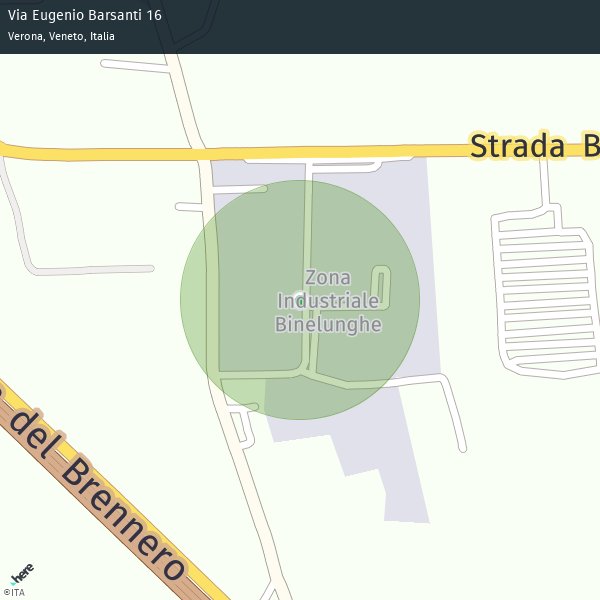 Via Eugenio Barsanti 16
Verona, Veneto, Italia
Strada B
Zona
Industriale
Binelunghe
del Brennero
here
©ITA